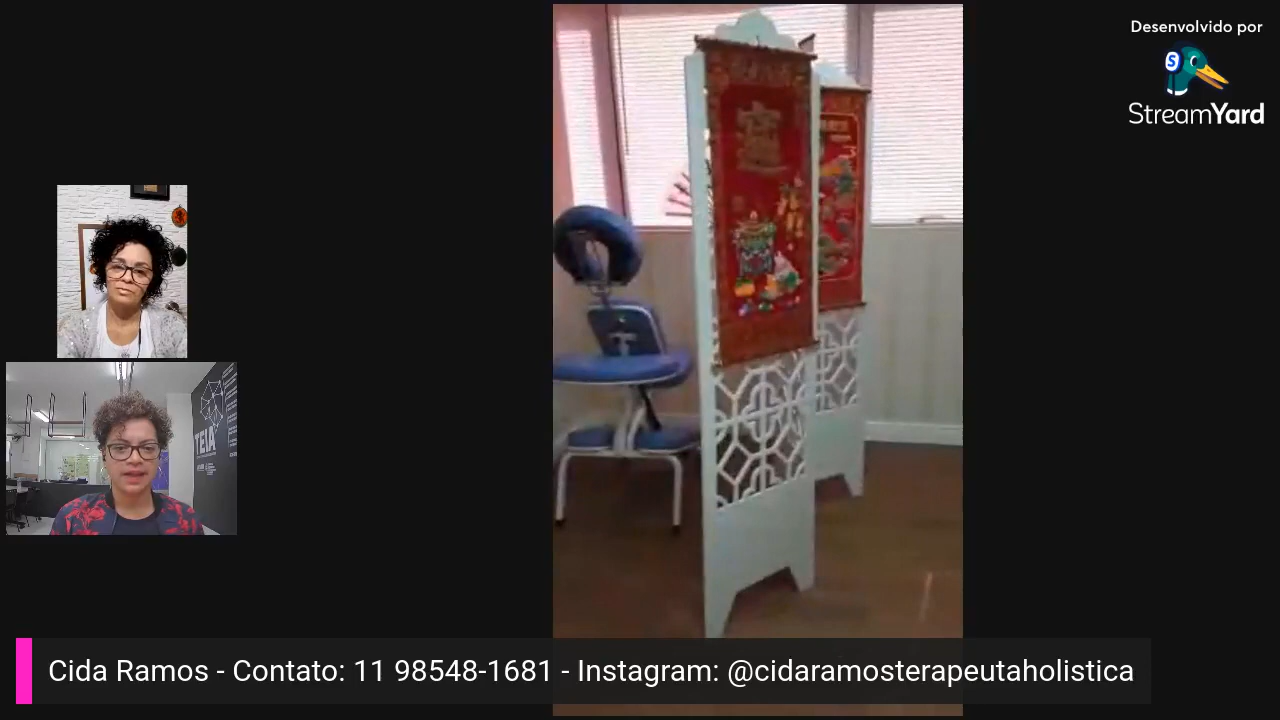 Desenvolvido por
S
StreamYard
TEIA
Cida Ramos - Contato: 11 98548-1681 - Instagram: @cidaramosterapeutaholistica